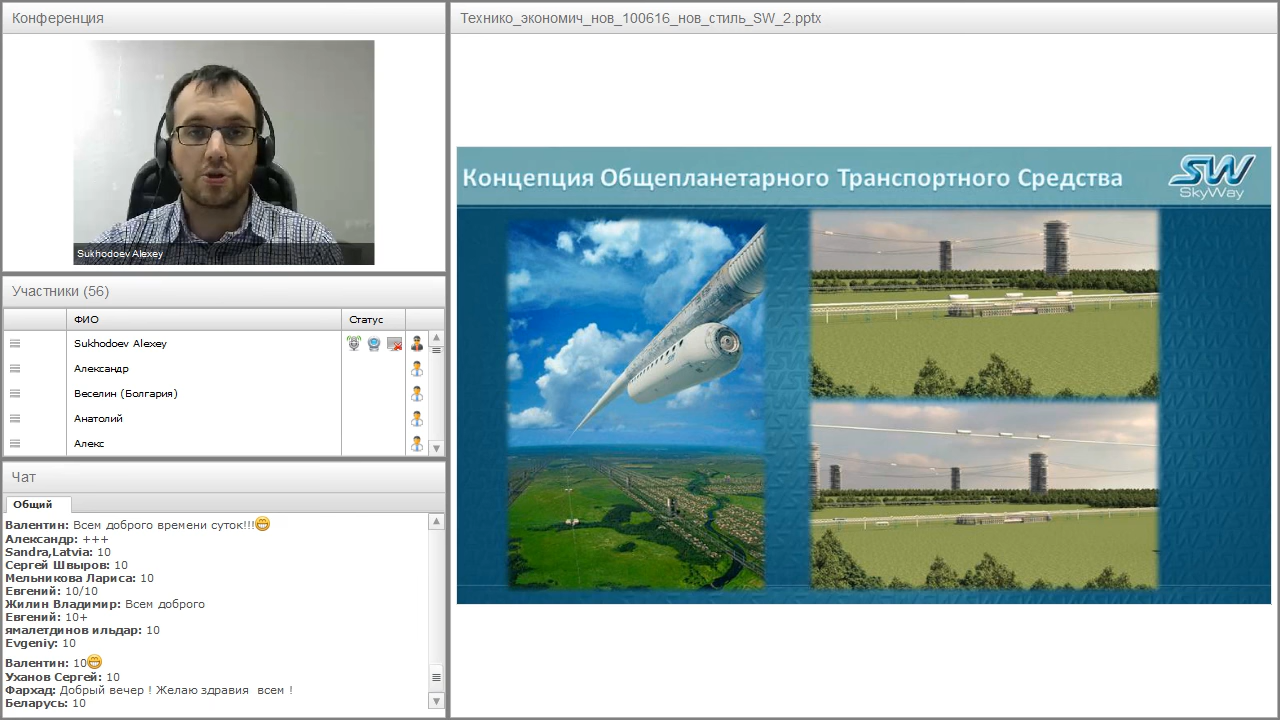 Конференция
Sukhodoev Alexey
Участники (56)
ФИО
Статус
Sukhodoev Alexey
Александр
Веселин (Болгария)
Анатолий
Алекс
Чат
Общий
Валентин: Всем доброго времени суток!!!
Александр: +++
Sandra,Latvia: 10
Сергей Швыров: 10
Мельникова Лариса: 10
Евгений: 10/10
Жилин Владимир: Всем доброго
Евгений: 10+
ямалетдинов ильдар: 10
Evgeniy: 10
Валентин: 10
Уханов Сергей: 10
Фархад: Добрый вечер ! Желаю здравия  всем !
Беларусь: 10
Технико_экономич_нов_100616_нов_стиль_SW_2.pptx
Концепция Общепланетарного Транспортного Средства
SW
SkyWay